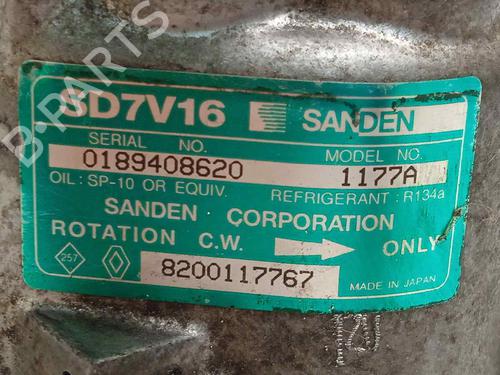 B-PARTS
SD7V16 SANDEN
SERIAL NO. MODEL NO.
0189408620 1177A
OIL: SP-10 OR EQUIV. REFRIGERANT: R134a
SANDEN CORPORATION
ROTATION C.W. ONLY
257 8200117767 MADE IN JAPAN